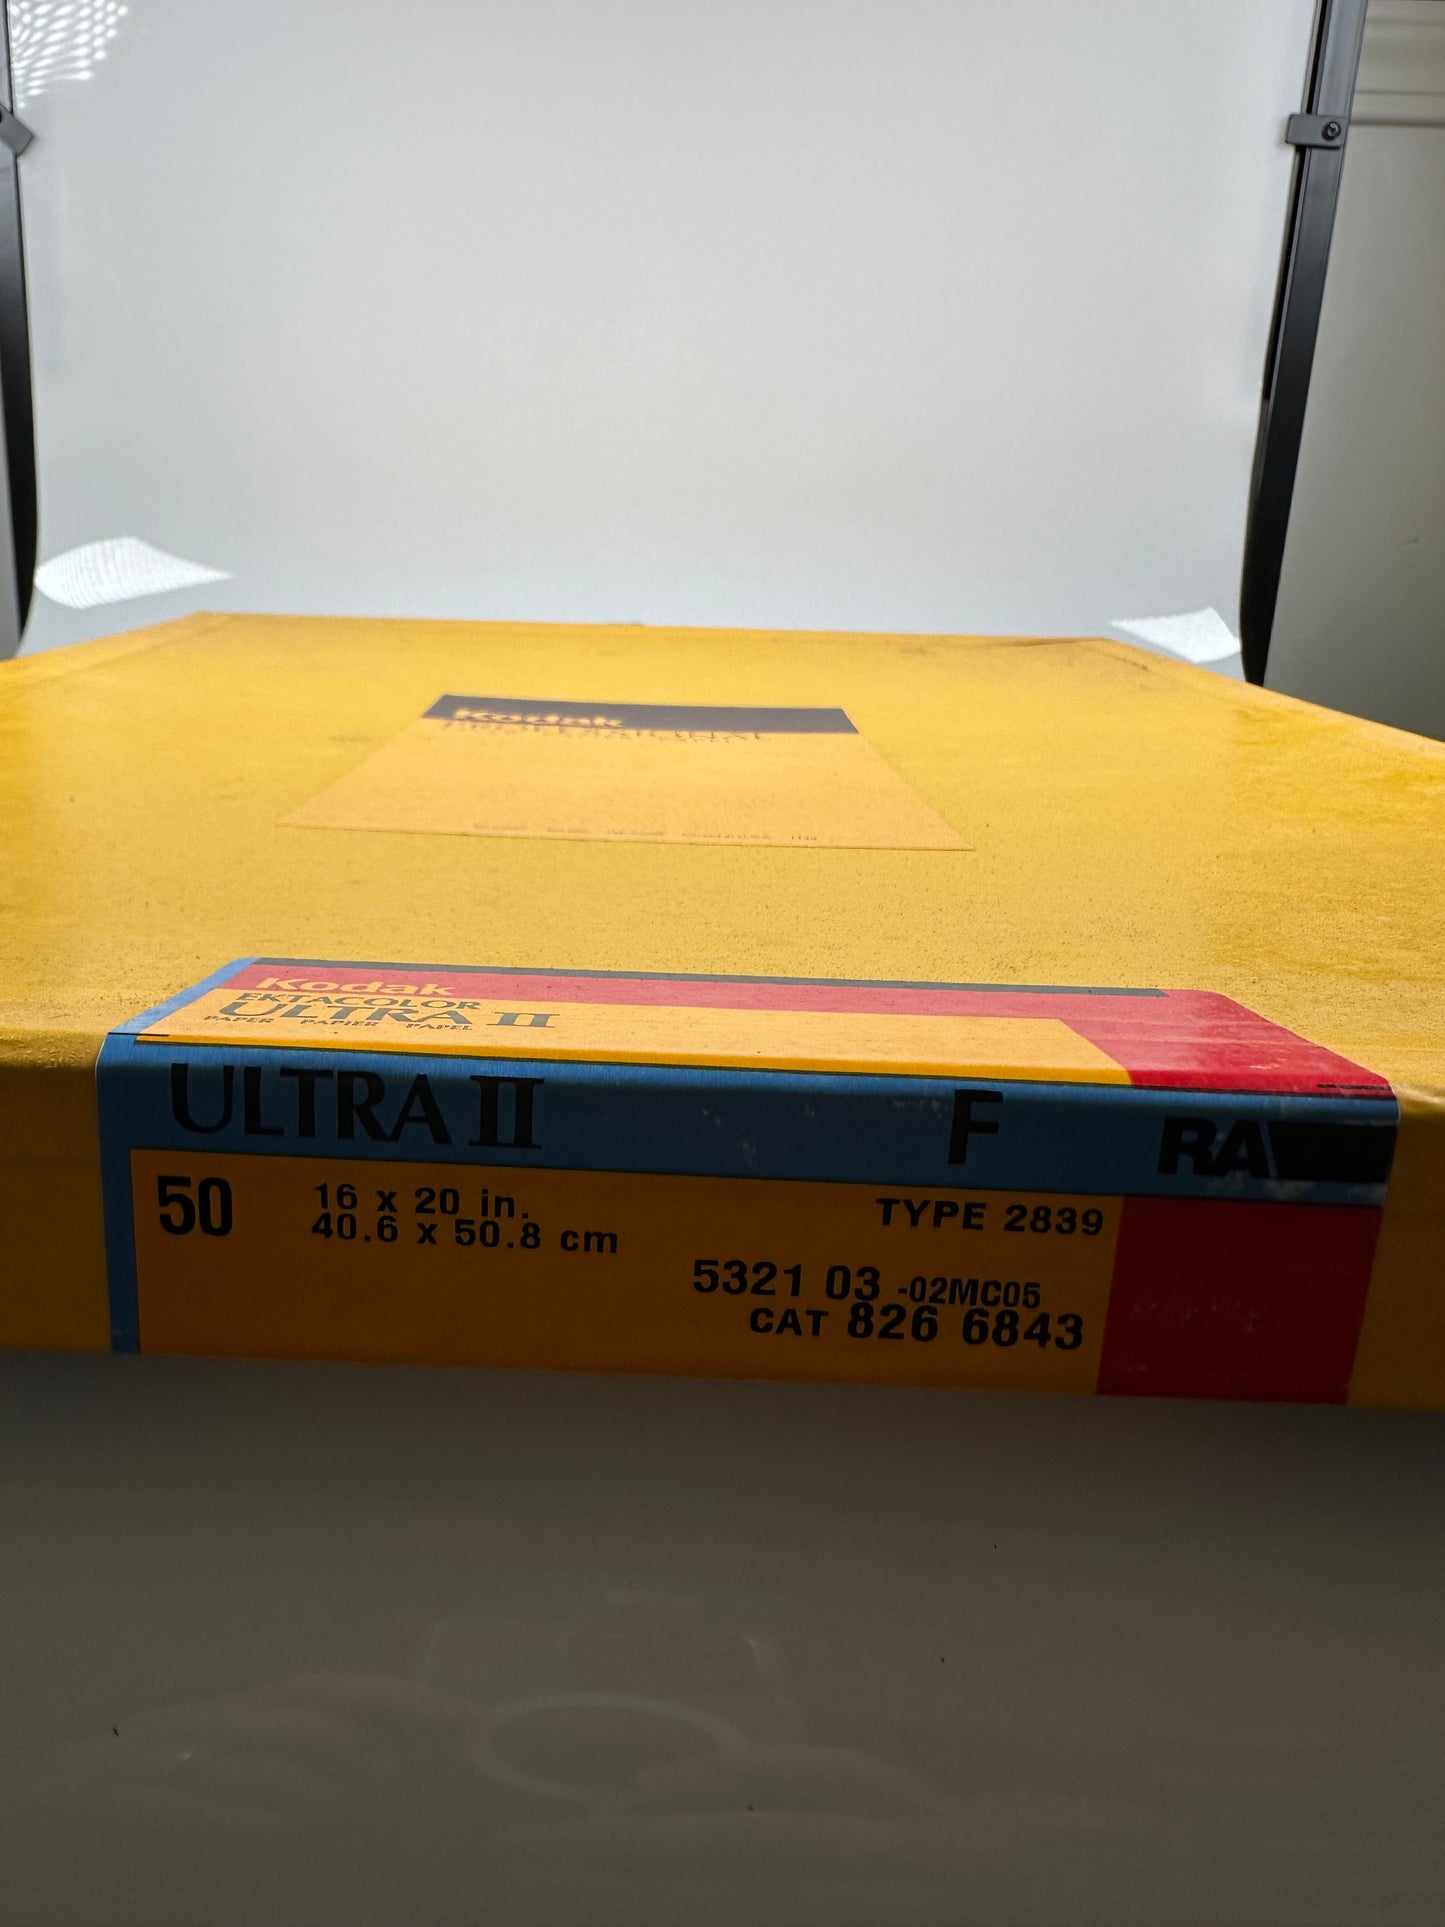 Kodak
Kodak
EKTACOLOR
ULTRA II
PAPER PAPIER PAPEL
ULTRA II F RA
50 16 x 20 in. TYPE 2839
40.6 x 50.8 cm
5321 03 -02MC05
CAT 826 6843